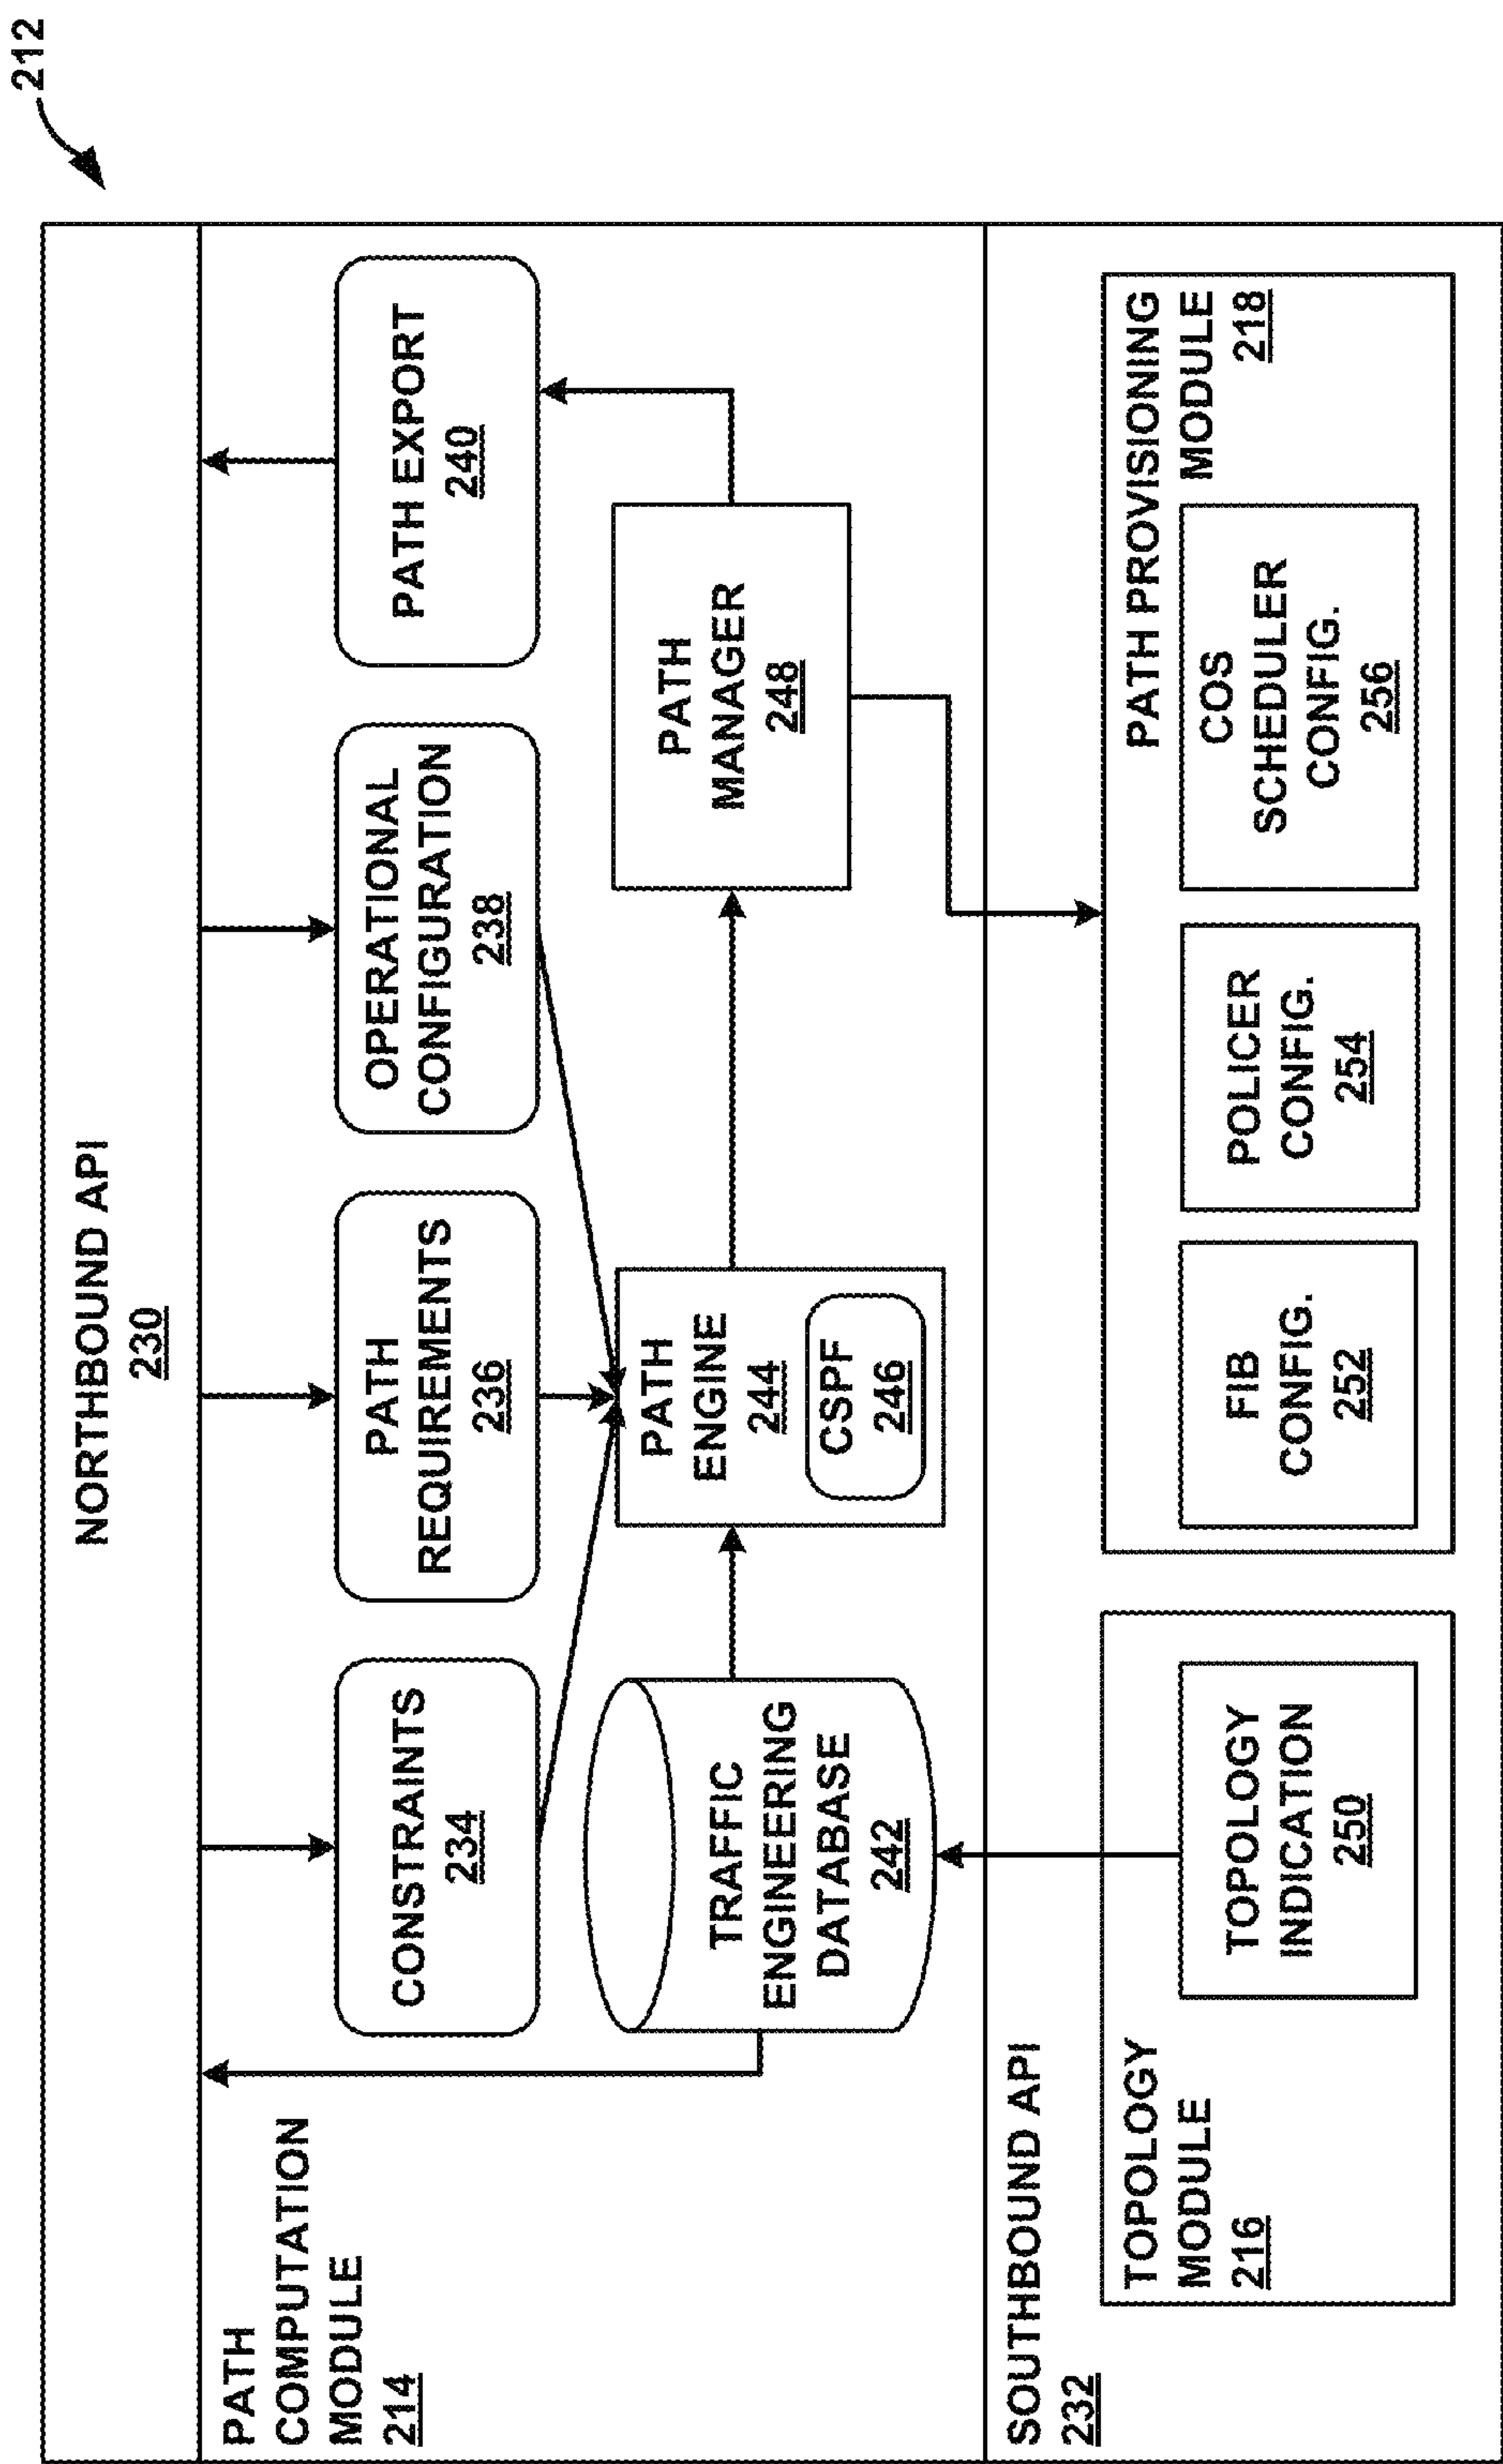 212
NORTHBOUND API
230
PATH
COMPUTATION
MODULE
214
CONSTRAINTS
234
PATH
REQUIREMENTS
236
OPERATIONAL
CONFIGURATION
238
PATH EXPORT
240
TRAFFIC
ENGINEERING
DATABASE
242
PATH
ENGINE
244
CSPF
246
PATH
MANAGER
248
SOUTHBOUND API
232
TOPOLOGY
MODULE
216
TOPOLOGY
INDICATION
250
PATH PROVISIONING
MODULE
218
FIB
CONFIG.
252
POLICER
CONFIG.
254
COS
SCHEDULER
CONFIG.
256